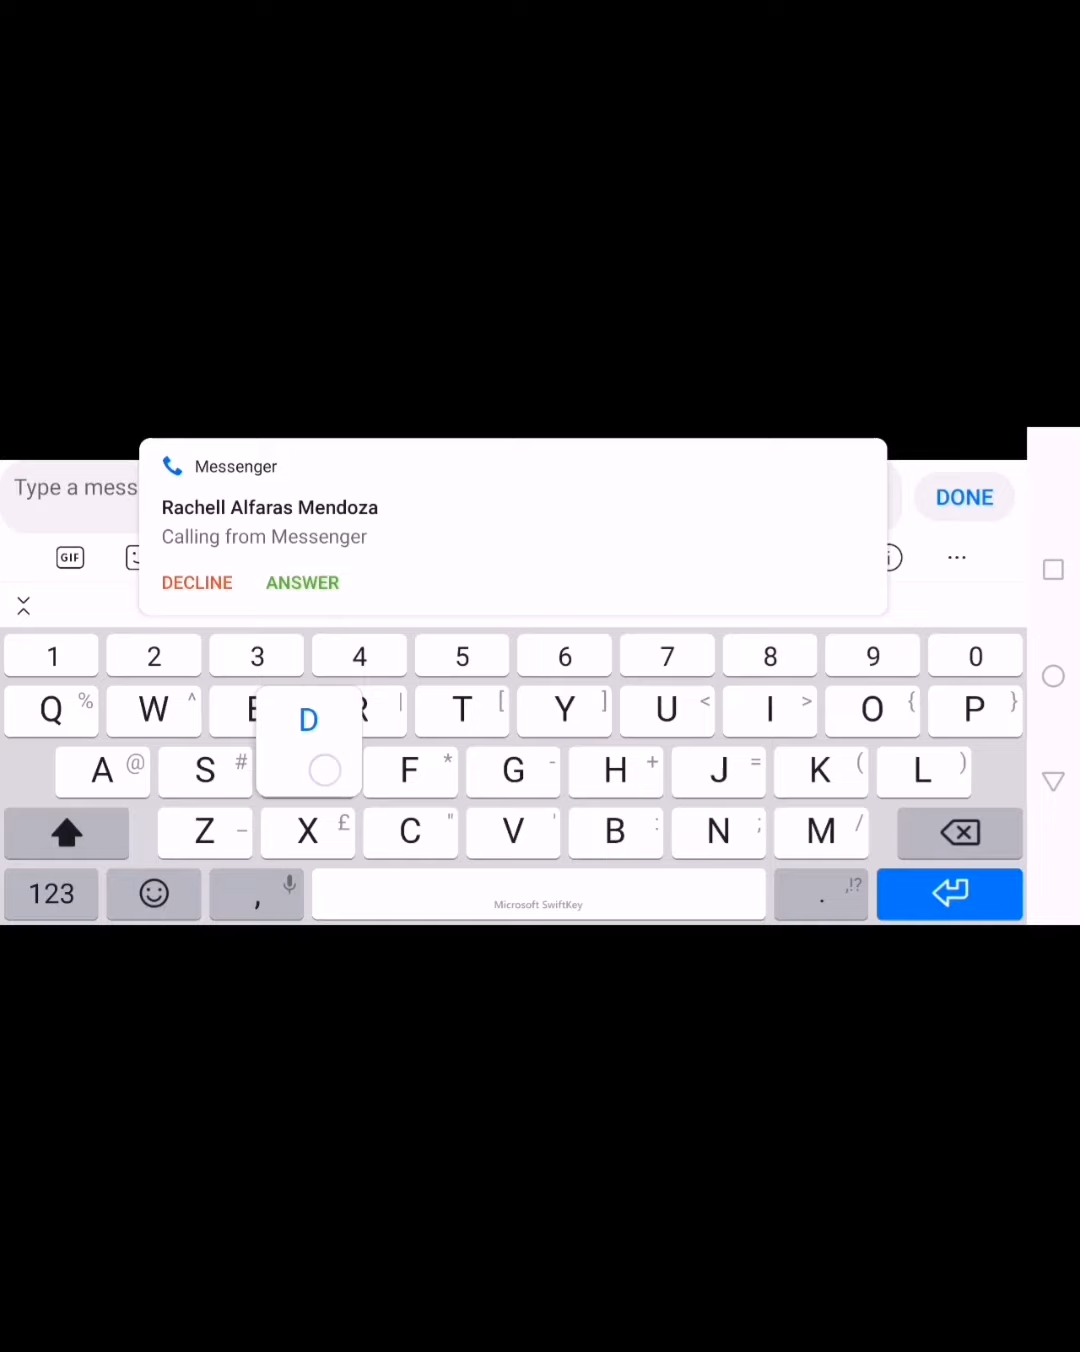 Messenger
Type a mess
Rachell Alfaras Mendoza
DONE
Calling from Messenger
GIF
DECLINE ANSWER
1 2 3 4 5 6 7 8 9 0
Q % W ^ E R | T [ Y ] U < I > O { P }
D
A @ S # F * G - H + J = K ( L )
Z _ X £ C " V ' B : N ; M /
123 , Microsoft SwiftKey . ,!?